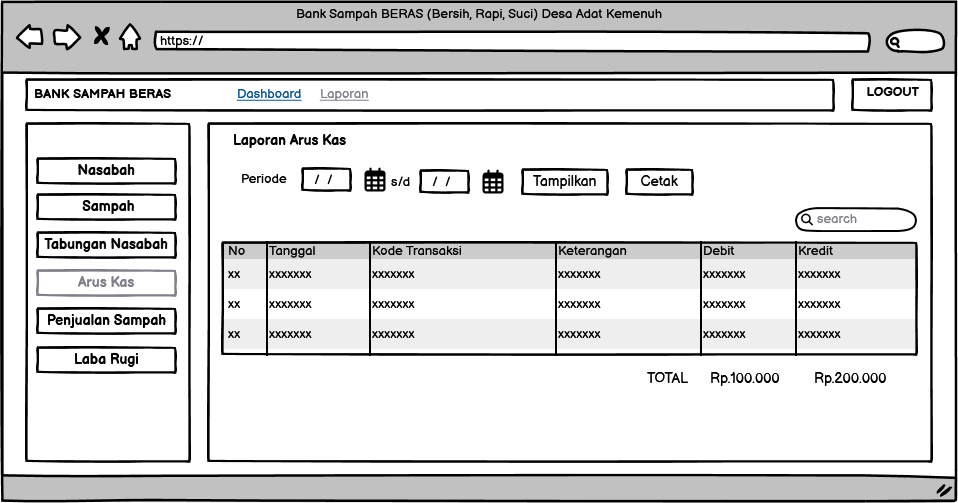 Bank Sampah BERAS (Bersih, Rapi, Suci) Desa Adat Kemenuh
https://
BANK SAMPAH BERAS Dashboard Laporan LOGOUT
Nasabah
Sampah
Tabungan Nasabah
Arus Kas
Penjualan Sampah
Laba Rugi
Laporan Arus Kas
Periode / / s/d / / Tampilkan Cetak
search
No Tanggal Kode Transaksi Keterangan Debit Kredit
xx xxxxxxx xxxxxxx xxxxxxx xxxxxxx xxxxxxx
xx xxxxxxx xxxxxxx xxxxxxx xxxxxxx xxxxxxx
xx xxxxxxx xxxxxxx xxxxxxx xxxxxxx xxxxxxx
TOTAL Rp.100.000 Rp.200.000